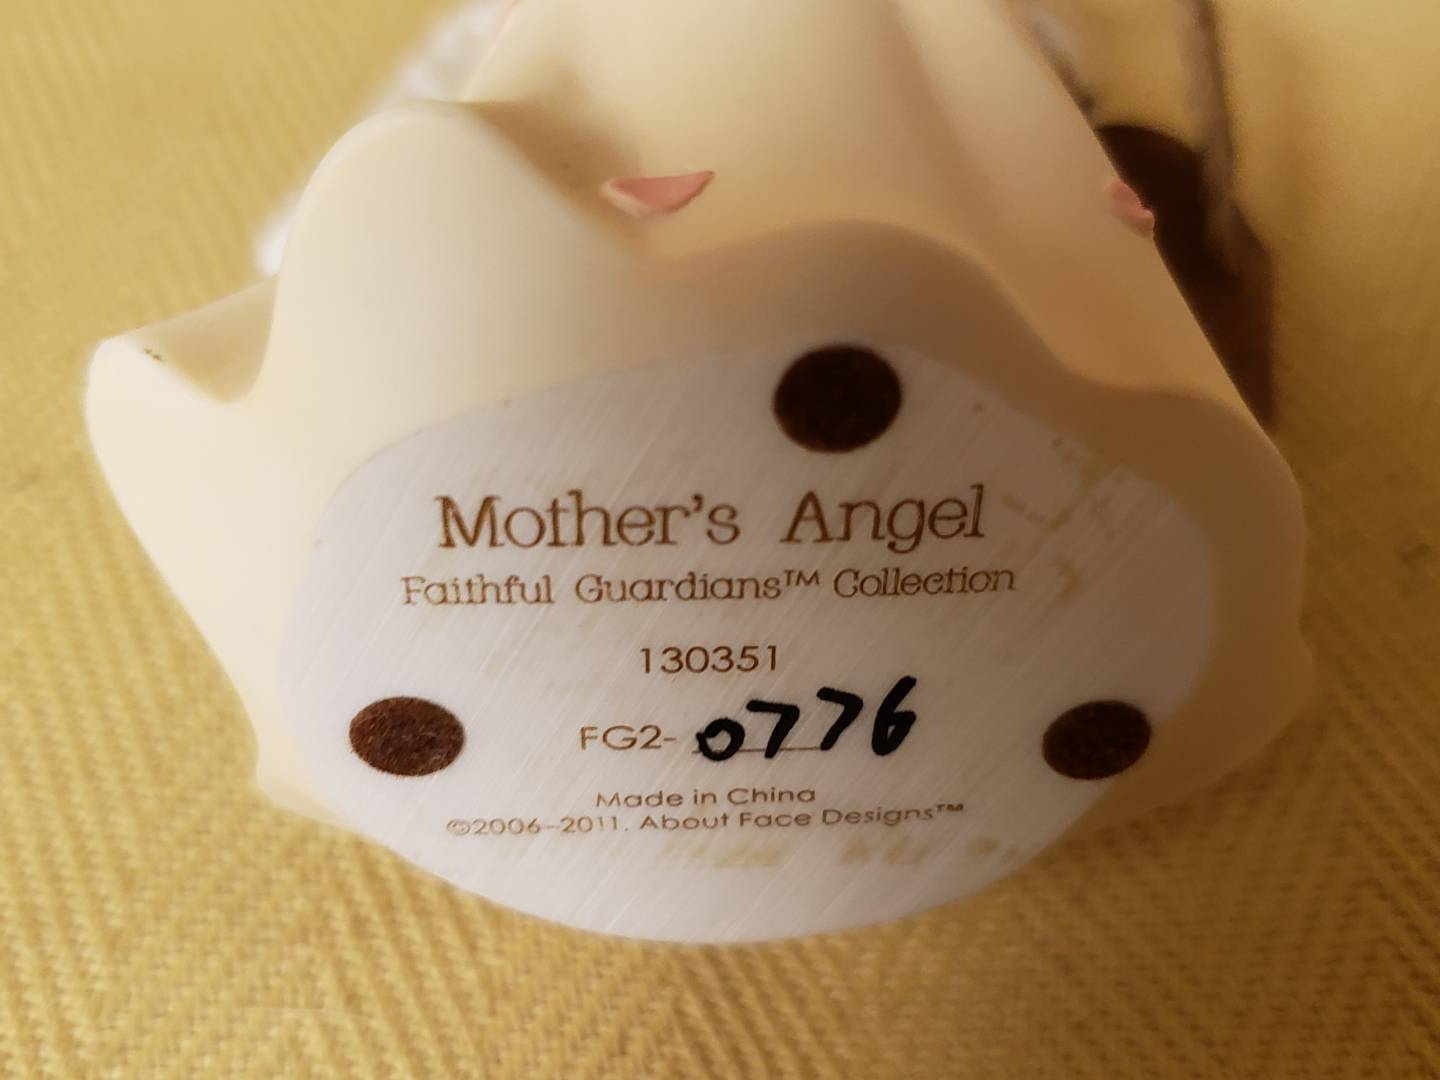 Mother's Angel
Faithful Guardians™ Collection
130351
FG2- 0776
Made in China
©2006–2011, About Face Designs™